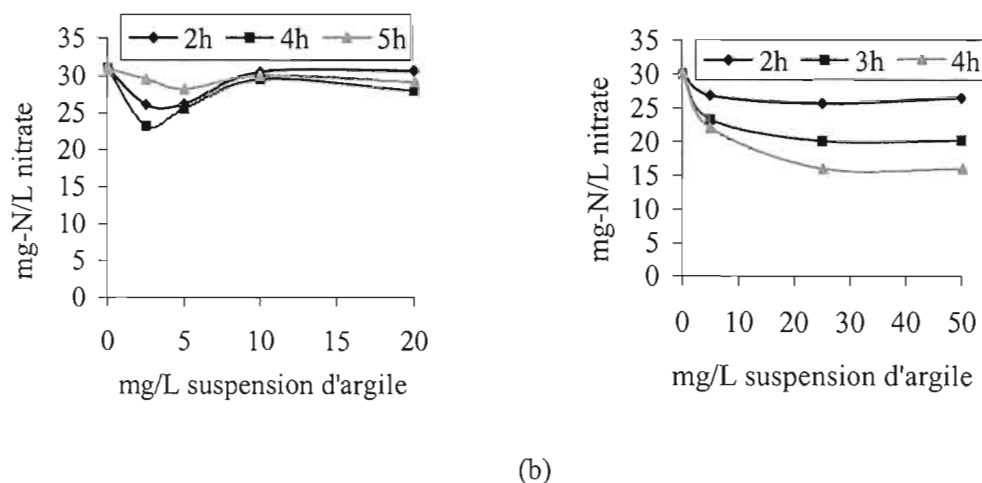 2h 4h 5h
35
30
25
20
15
10
5
0
mg-N/L nitrate
0 5 10 15 20
mg/L suspension d'argile
2h 3h 4h
35
30
25
20
15
10
5
0
mg-N/L nitrate
0 10 20 30 40 50
mg/L suspension d'argile
(b)